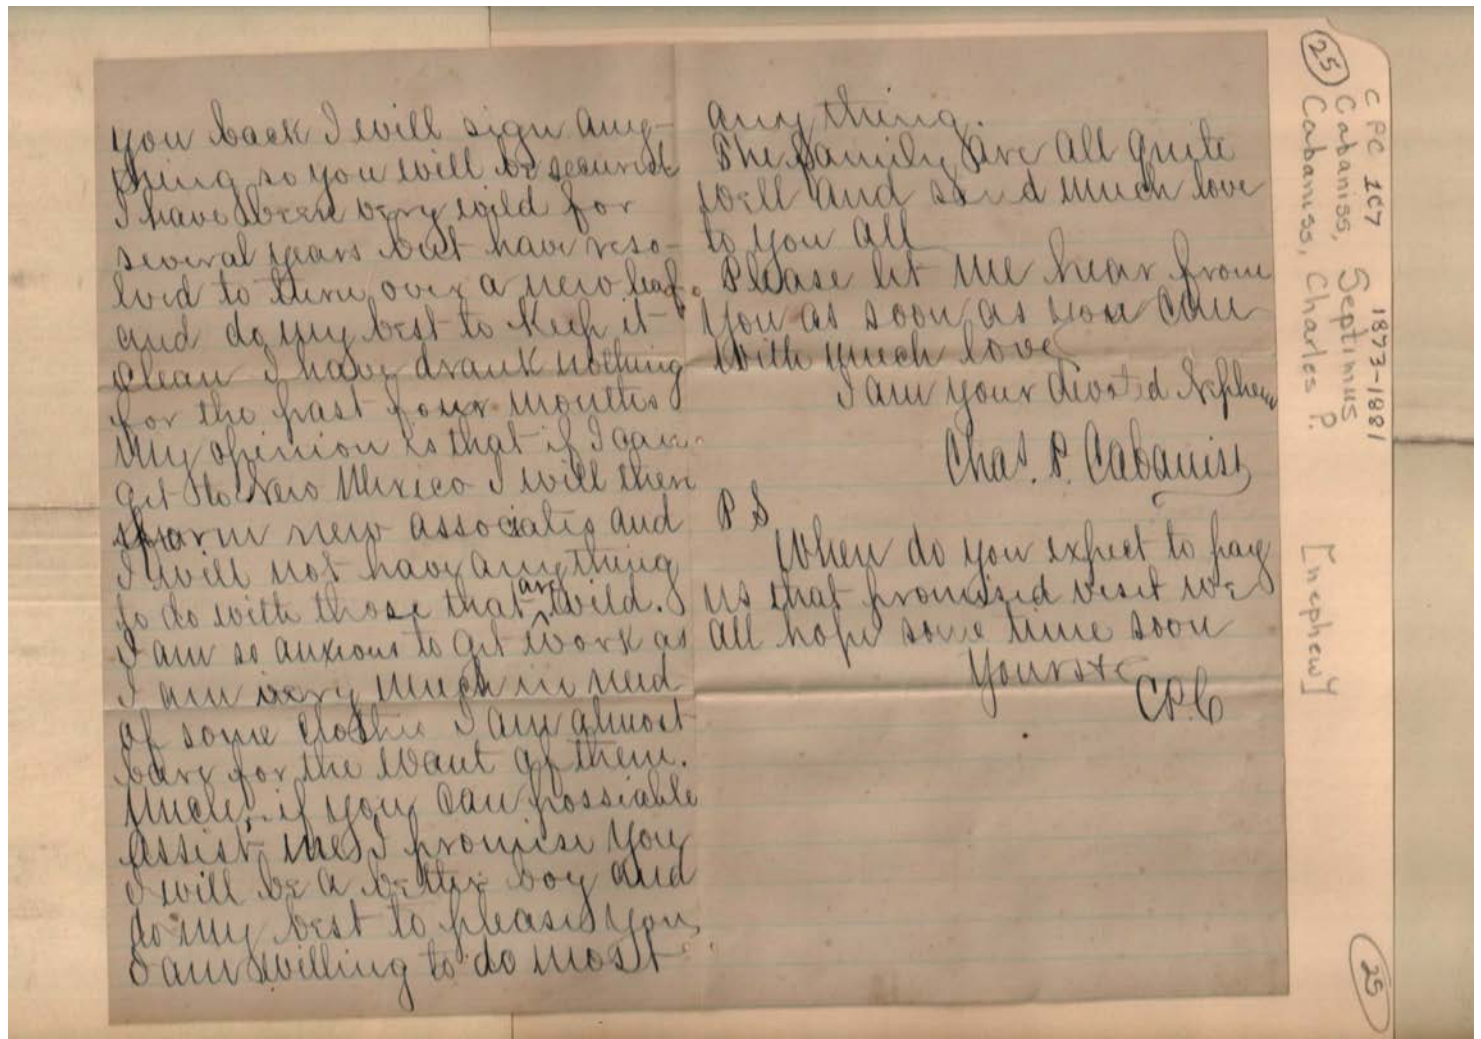 you back I will sign any-
thing so you will be secured
I have been very wild for
several years but have reso-
lved to turn over a new leaf.
and do my best to keep it
clean I have drank nothing
for the past four months
My opinion is that if I can
get to New Mexico I will then
form new associates and
I will not have anything
to do with those that are wild.
I am so anxious to get work as
I am very much in need
of some clothes I am almost
bare for the want of them.
Uncle, if you can possiable
assist me I promise you
I will be a better boy and
do my best to please you,
I am willing to do most
any thing.
The family are all quite
well and send much love
to you all
Please let me hear from
you as soon as you can
With much love
I am your devoted Nephew
Chas. P. Cabaniss
P S
When do you expect to pay
us that promised visit we
all hope some time soon
Yours &c
C.P.C
CPC 1C7 1873-1881
Cabaniss, Septimus
25 Cabaniss, Charles P. [nephew]
25